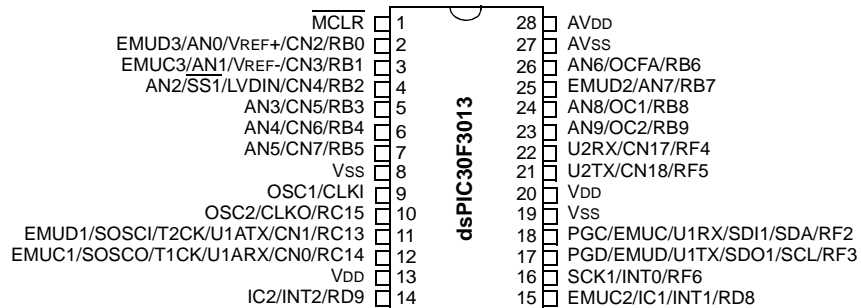 MCLR 1 28 AVDD
EMUD3/AN0/VREF+/CN2/RB0 2 27 AVSS
EMUC3/AN1/VREF-/CN3/RB1 3 26 AN6/OCFA/RB6
AN2/SS1/LVDIN/CN4/RB2 4 25 EMUD2/AN7/RB7
AN3/CN5/RB3 5 24 AN8/OC1/RB8
AN4/CN6/RB4 6 23 AN9/OC2/RB9
AN5/CN7/RB5 7 22 U2RX/CN17/RF4
VSS 8 21 U2TX/CN18/RF5
OSC1/CLKI 9 20 VDD
OSC2/CLKO/RC15 10 19 VSS
EMUD1/SOSCI/T2CK/U1ATX/CN1/RC13 11 18 PGC/EMUC/U1RX/SDI1/SDA/RF2
EMUC1/SOSCO/T1CK/U1ARX/CN0/RC14 12 17 PGD/EMUD/U1TX/SDO1/SCL/RF3
VDD 13 16 SCK1/INT0/RF6
IC2/INT2/RD9 14 15 EMUC2/IC1/INT1/RD8
dsPIC30F3013